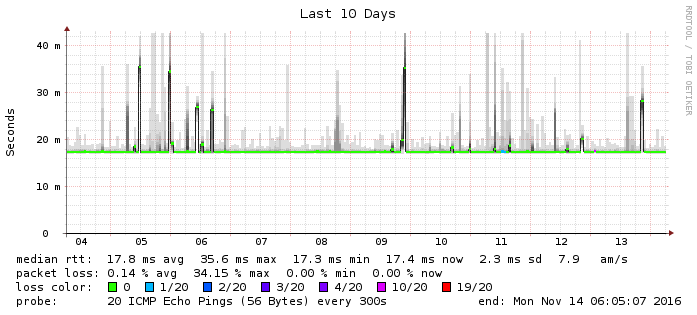 Last 10 Days
RRDTOOL / TOBI OETIKER
Seconds
40 m
30 m
20 m
10 m
0
04 05 06 07 08 09 10 11 12 13
median rtt: 17.8 ms avg 35.6 ms max 17.3 ms min 17.4 ms now 2.3 ms sd 7.9 am/s
packet loss: 0.14 % avg 34.15 % max 0.00 % min 0.00 % now
loss color: 0 1/20 2/20 3/20 4/20 10/20 19/20
probe: 20 ICMP Echo Pings (56 Bytes) every 300s end: Mon Nov 14 06:05:07 2016